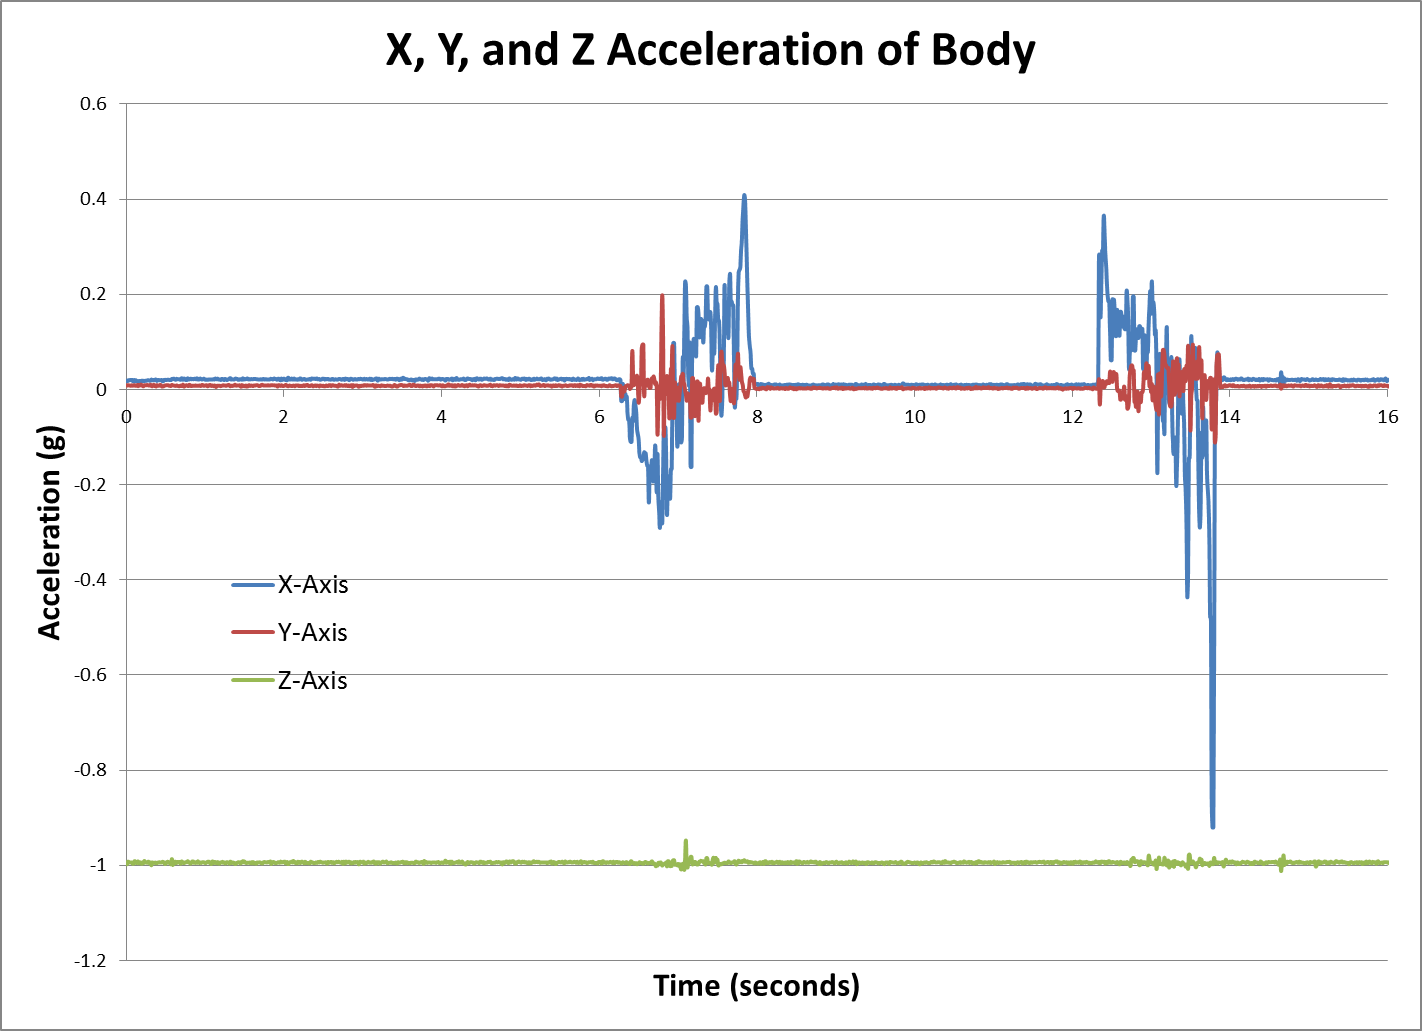 X, Y, and Z Acceleration of Body
0.6
0.4
0.2
0
-0.2
-0.4
-0.6
-0.8
-1
-1.2
0 2 4 6 8 10 12 14 16
Acceleration (g)
X-Axis
Y-Axis
Z-Axis
Time (seconds)